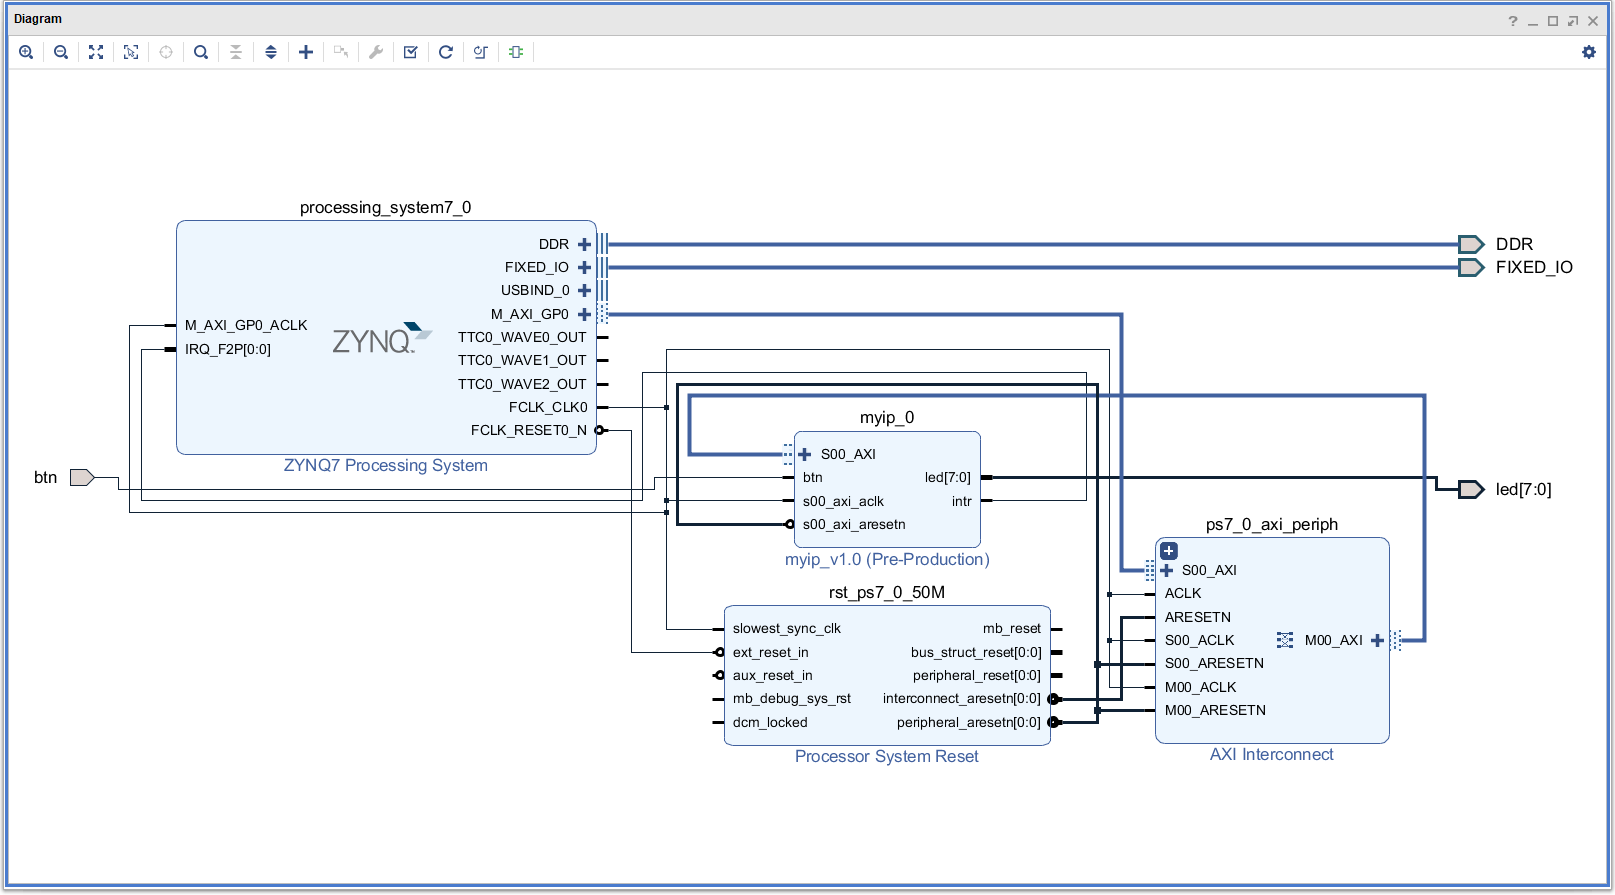 Diagram
?
processing_system7_0
DDR
FIXED_IO
USBIND_0
M_AXI_GP0
TTC0_WAVE0_OUT
TTC0_WAVE1_OUT
TTC0_WAVE2_OUT
FCLK_CLK0
FCLK_RESET0_N
M_AXI_GP0_ACLK
IRQ_F2P[0:0]
ZYNQ
ZYNQ7 Processing System
DDR
FIXED_IO
btn
myip_0
S00_AXI
btn
s00_axi_aclk
s00_axi_aresetn
led[7:0]
intr
myip_v1.0 (Pre-Production)
led[7:0]
rst_ps7_0_50M
slowest_sync_clk
ext_reset_in
aux_reset_in
mb_debug_sys_rst
dcm_locked
mb_reset
bus_struct_reset[0:0]
peripheral_reset[0:0]
interconnect_aresetn[0:0]
peripheral_aresetn[0:0]
Processor System Reset
ps7_0_axi_periph
S00_AXI
ACLK
ARESETN
S00_ACLK
S00_ARESETN
M00_ACLK
M00_ARESETN
M00_AXI
AXI Interconnect